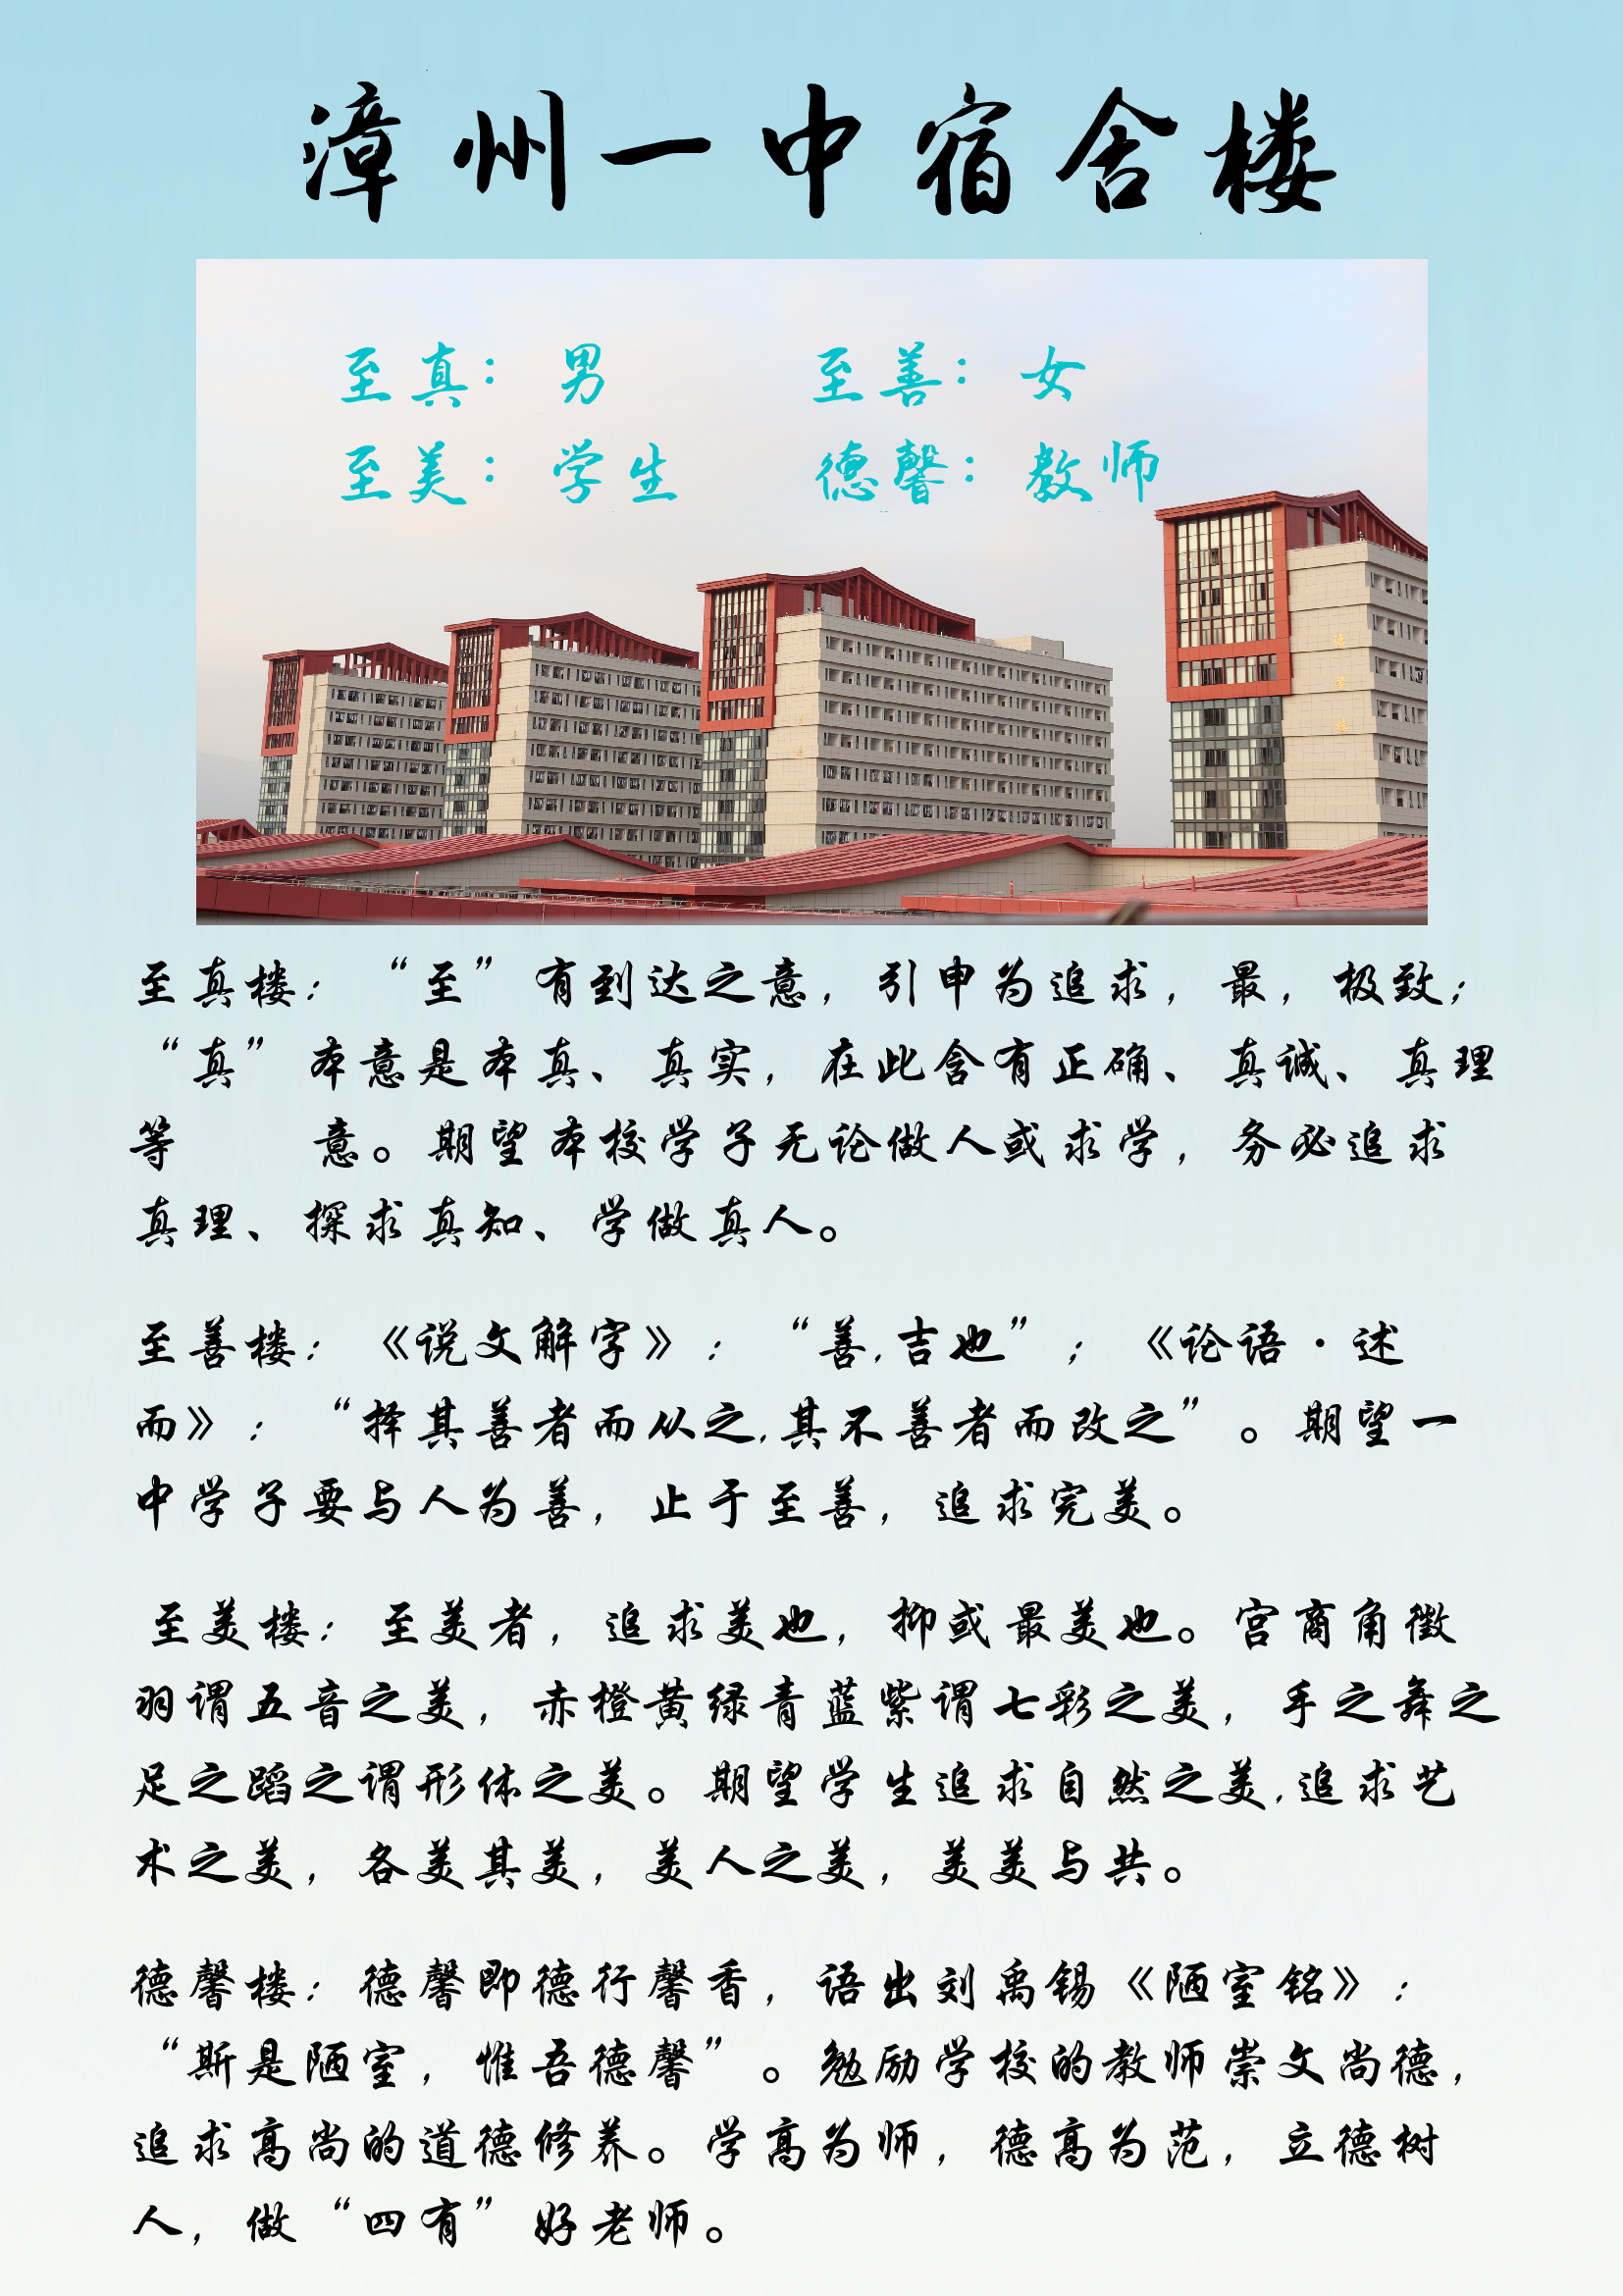 漳州一中宿舍楼
至真：男 至善：女
至美：学生 德馨：教师
至真楼：“至”有到达之意，引申为追求，最，极致；
“真”本意是本真、真实，在此含有正确、真诚、真理
等 意。期望本校学子无论做人或求学，务必追求
真理、探求真知、学做真人。
至善楼：《说文解字》：“善,吉也”；《论语·述
而》：“择其善者而从之,其不善者而改之”。期望一
中学子要与人为善，止于至善，追求完美。
至美楼：至美者，追求美也，抑或最美也。宫商角徵
羽谓五音之美，赤橙黄绿青蓝紫谓七彩之美，手之舞之
足之蹈之谓形体之美。期望学生追求自然之美,追求艺
术之美，各美其美，美人之美，美美与共。
德馨楼：德馨即德行馨香，语出刘禹锡《陋室铭》：
“斯是陋室，惟吾德馨”。勉励学校的教师崇文尚德，
追求高尚的道德修养。学高为师，德高为范，立德树
人，做“四有”好老师。